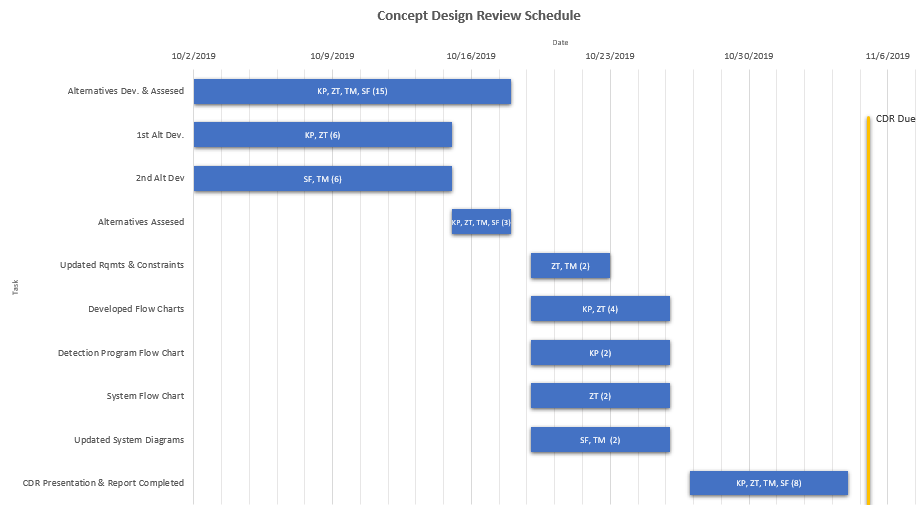 Concept Design Review Schedule
Date
10/2/2019 10/9/2019 10/16/2019 10/23/2019 10/30/2019 11/6/2019
Alternatives Dev. & Assesed KP, ZT, TM, SF (15)
CDR Due
1st Alt Dev. KP, ZT (6)
2nd Alt Dev SF, TM (6)
Alternatives Assesed KP, ZT, TM, SF (3)
Updated Rqmts & Constraints ZT, TM (2)
Task
Developed Flow Charts KP, ZT (4)
Detection Program Flow Chart KP (2)
System Flow Chart ZT (2)
Updated System Diagrams SF, TM (2)
CDR Presentation & Report Completed KP, ZT, TM, SF (8)